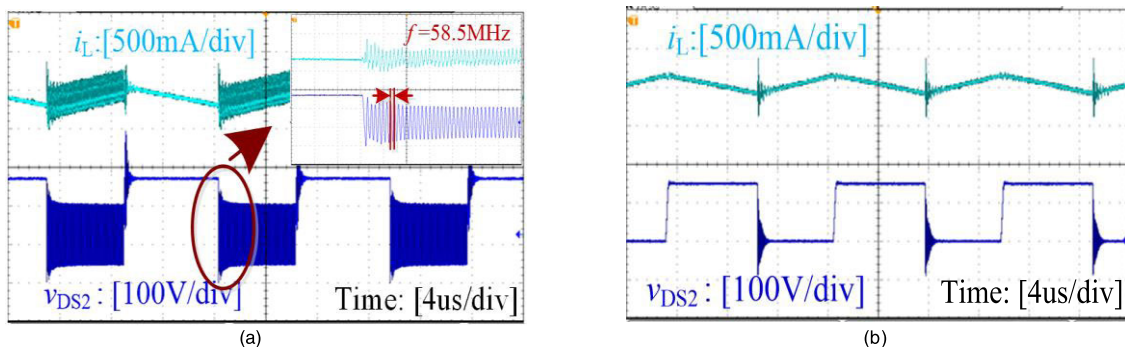 iL:[500mA/div]
f=58.5MHz
vDS2 : [100V/div]
Time: [4us/div]
(a)
iL:[500mA/div]
vDS2 : [100V/div]
Time: [4us/div]
(b)